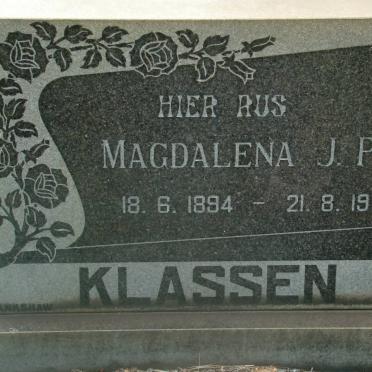 HIER RUS
MAGDALENA J. P
18. 6. 1894 - 21. 8. 19
KLASSEN